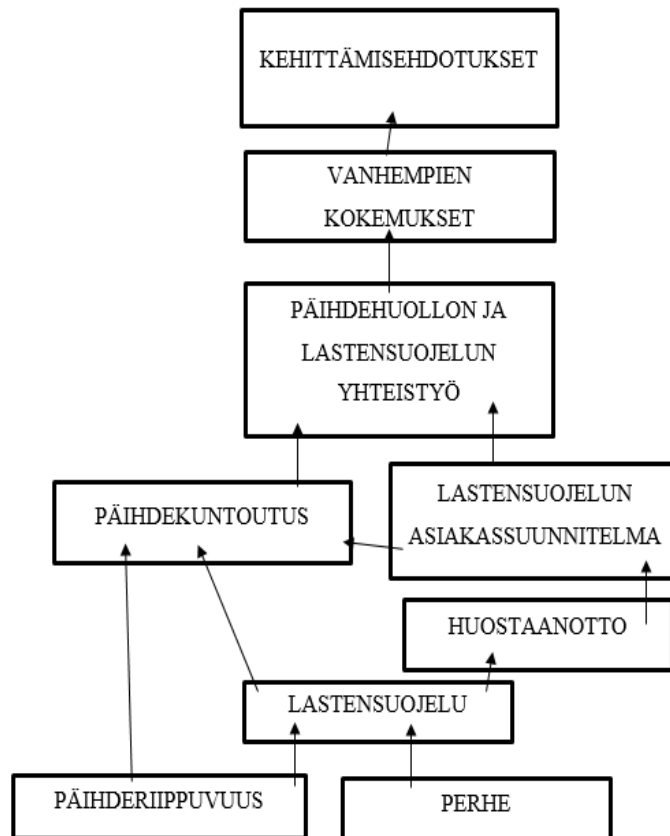 KEHITTÄMISEHDOTUKSET
VANHEMPIEN
KOKEMUKSET
PÄIHDEHUOLLON JA
LASTENSUOJELUN
YHTEISTYÖ
LASTENSUOJELUN
ASIAKASSUUNNITELMA
PÄIHDEKUNTOUTUS
HUOSTAANOTTO
LASTENSUOJELU
PÄIHDERIIPPUVUUS
PERHE